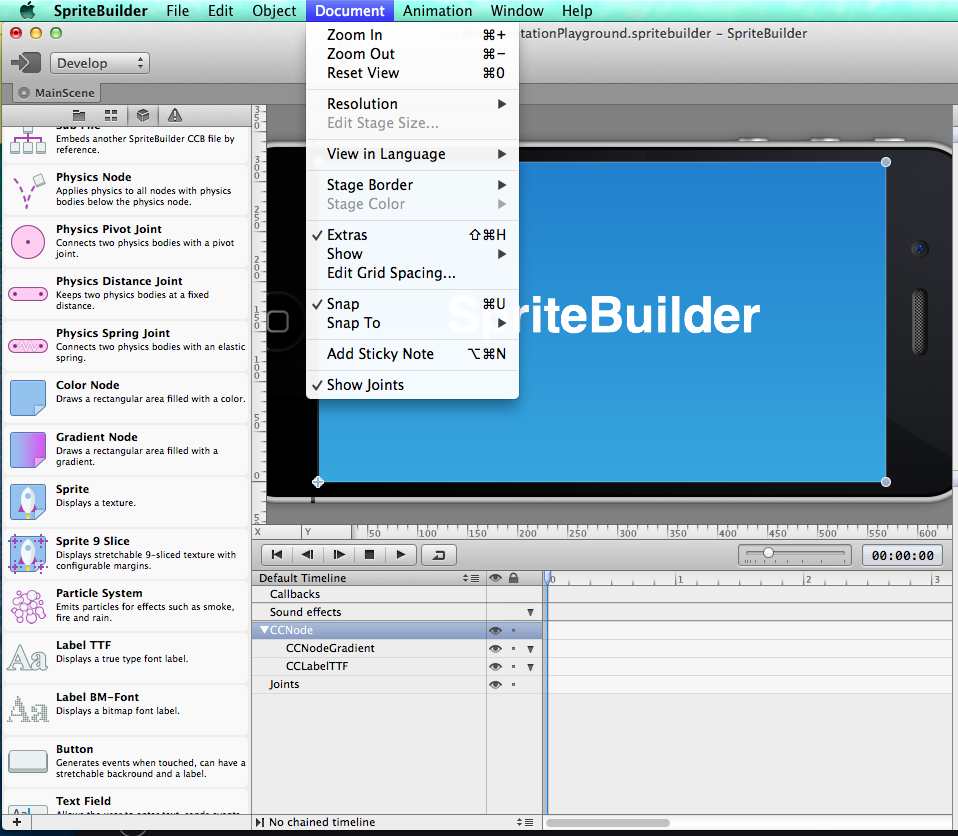 SpriteBuilder File Edit Object Document Animation Window Help
tationPlayground.spritebuilder – SpriteBuilder
Develop
MainScene
Zoom In ⌘+
Zoom Out ⌘−
Reset View ⌘0
Resolution ▶
Edit Stage Size...
View in Language ▶
Stage Border ▶
Stage Color ▶
✓ Extras ⇧⌘H
Show ▶
Edit Grid Spacing...
✓ Snap ⌘U
Snap To ▶
Add Sticky Note ⌥⌘N
✓ Show Joints
Embeds another SpriteBuilder CCB file by
reference.
Physics Node
Applies physics to all nodes with physics
bodies below the physics node.
Physics Pivot Joint
Connects two physics bodies with a pivot
joint.
Physics Distance Joint
Keeps two physics bodies at a fixed
distance.
Physics Spring Joint
Connects two physics bodies with an elastic
spring.
Color Node
Draws a rectangular area filled with a color.
Gradient Node
Draws a rectangular area filled with a
gradient.
Sprite
Displays a texture.
Sprite 9 Slice
Displays stretchable 9-sliced texture with
configurable margins.
Particle System
Emits particles for effects such as smoke,
fire and rain.
Label TTF
Displays a true type font label.
Label BM-Font
Displays a bitmap font label.
Button
Generates events when touched, can have a
stretchable backround and a label.
Text Field
+
350
300
250
200
150
100
50
0
5
SpriteBuilder
X Y 50 100 150 200 250 300 350 400 450 500 550 600
00:00:00
Default Timeline 0 1 2 3
Callbacks
Sound effects
CCNode
CCNodeGradient
CCLabelTTF
Joints
No chained timeline